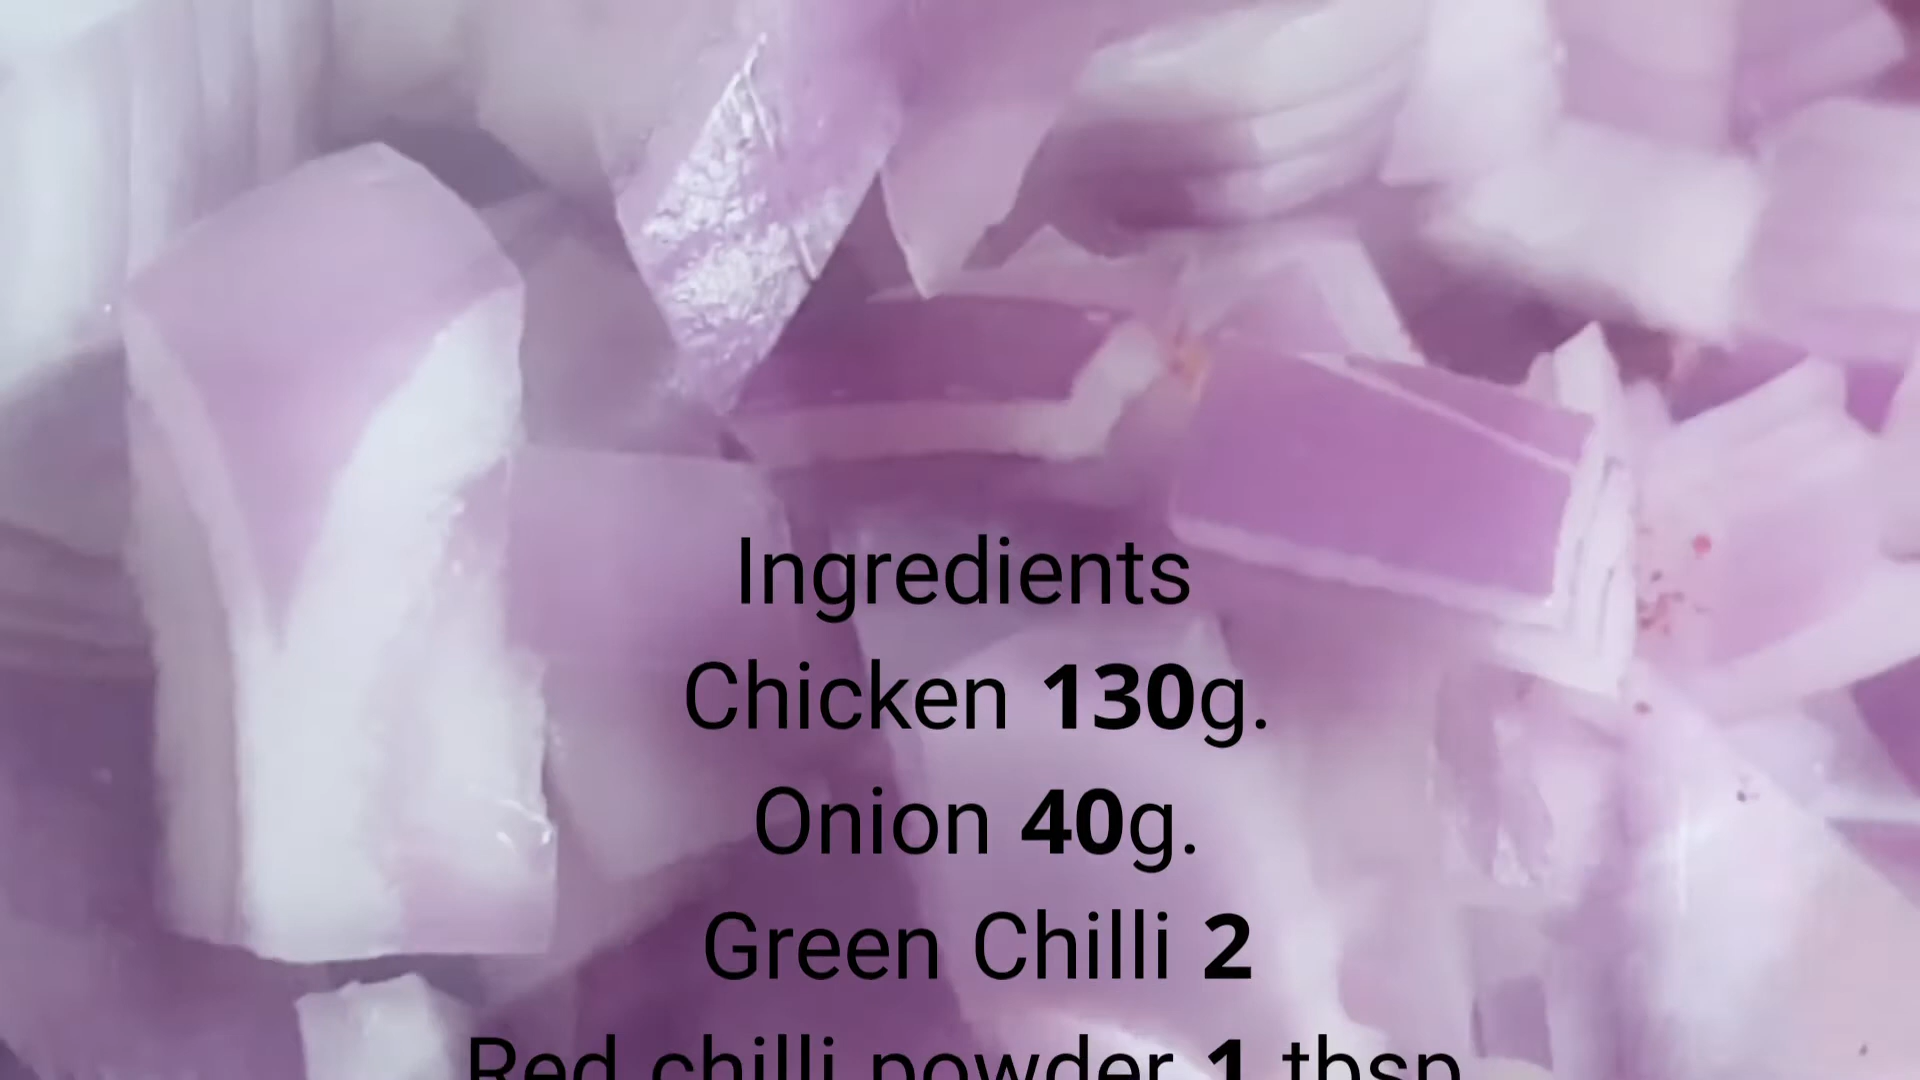 Ingredients
Chicken 130g.
Onion 40g.
Green Chilli 2
Red chilli powder 1 tbsp